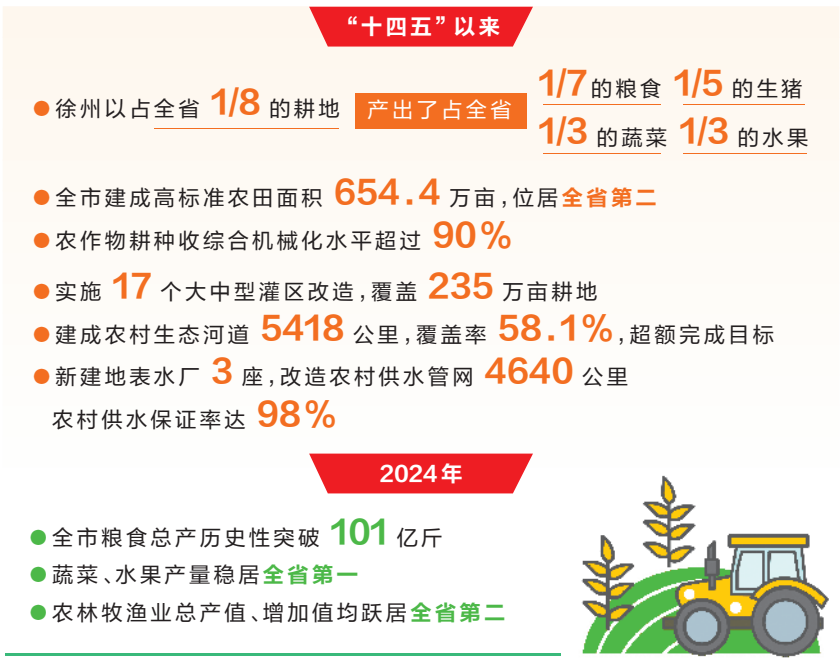 “十四五”以来
徐州以占全省 1/8 的耕地 产出了占全省 1/7的粮食 1/5 的生猪
1/3 的蔬菜 1/3 的水果
全市建成高标准农田面积 654.4 万亩,位居全省第二
农作物耕种收综合机械化水平超过 90%
实施 17 个大中型灌区改造,覆盖 235 万亩耕地
建成农村生态河道 5418 公里,覆盖率 58.1%,超额完成目标
新建地表水厂 3 座,改造农村供水管网 4640 公里
农村供水保证率达 98%
2024年
全市粮食总产历史性突破 101 亿斤
蔬菜、水果产量稳居全省第一
农林牧渔业总产值、增加值均跃居全省第二